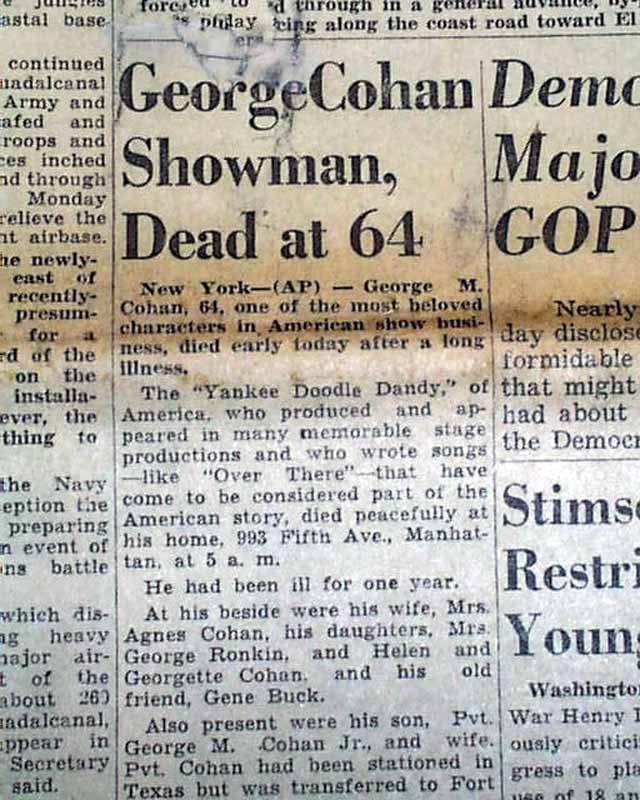 continued
uadalcanal
Army and
afed and
roops and
ces inched
nd through
Monday
relieve the
nt airbase.
he newly-
east of
recently-
presum-
for a
rd of the
on the
installa-
ever, the
thing to
the Navy
eption the
preparing
n event of
ons battle
which dis-
ng heavy
major air-
t of the
about 260
uadalcanal,
appear in
Secretary
said.
GeorgeCohan
Showman,
Dead at 64
New York—(AP) — George M.
Cohan, 64, one of the most beloved
characters in American show busi-
ness, died early today after a long
illness.
The "Yankee Doodle Dandy," of
America, who produced and ap-
peared in many memorable stage
productions and who wrote songs
—like "Over There"—that have
come to be considered part of the
American story, died peacefully at
his home, 993 Fifth Ave., Manhat-
tan, at 5 a. m.
He had been ill for one year.
At his beside were his wife, Mrs.
Agnes Cohan, his daughters, Mrs.
George Ronkin, and Helen and
Georgette Cohan, and his old
friend, Gene Buck.
Also present were his son, Pvt.
George M. Cohan Jr., and wife.
Pvt. Cohan had been stationed in
Texas but was transferred to Fort
d through in a general advance, by-
cing along the coast road toward El
Demo
Majo
GOP
Nearly
day disclose
formidable
that might
had about
the Democr
Stims
Restri
Young
Washington
War Henry L
ously critici
gress to pla
use of 18 an